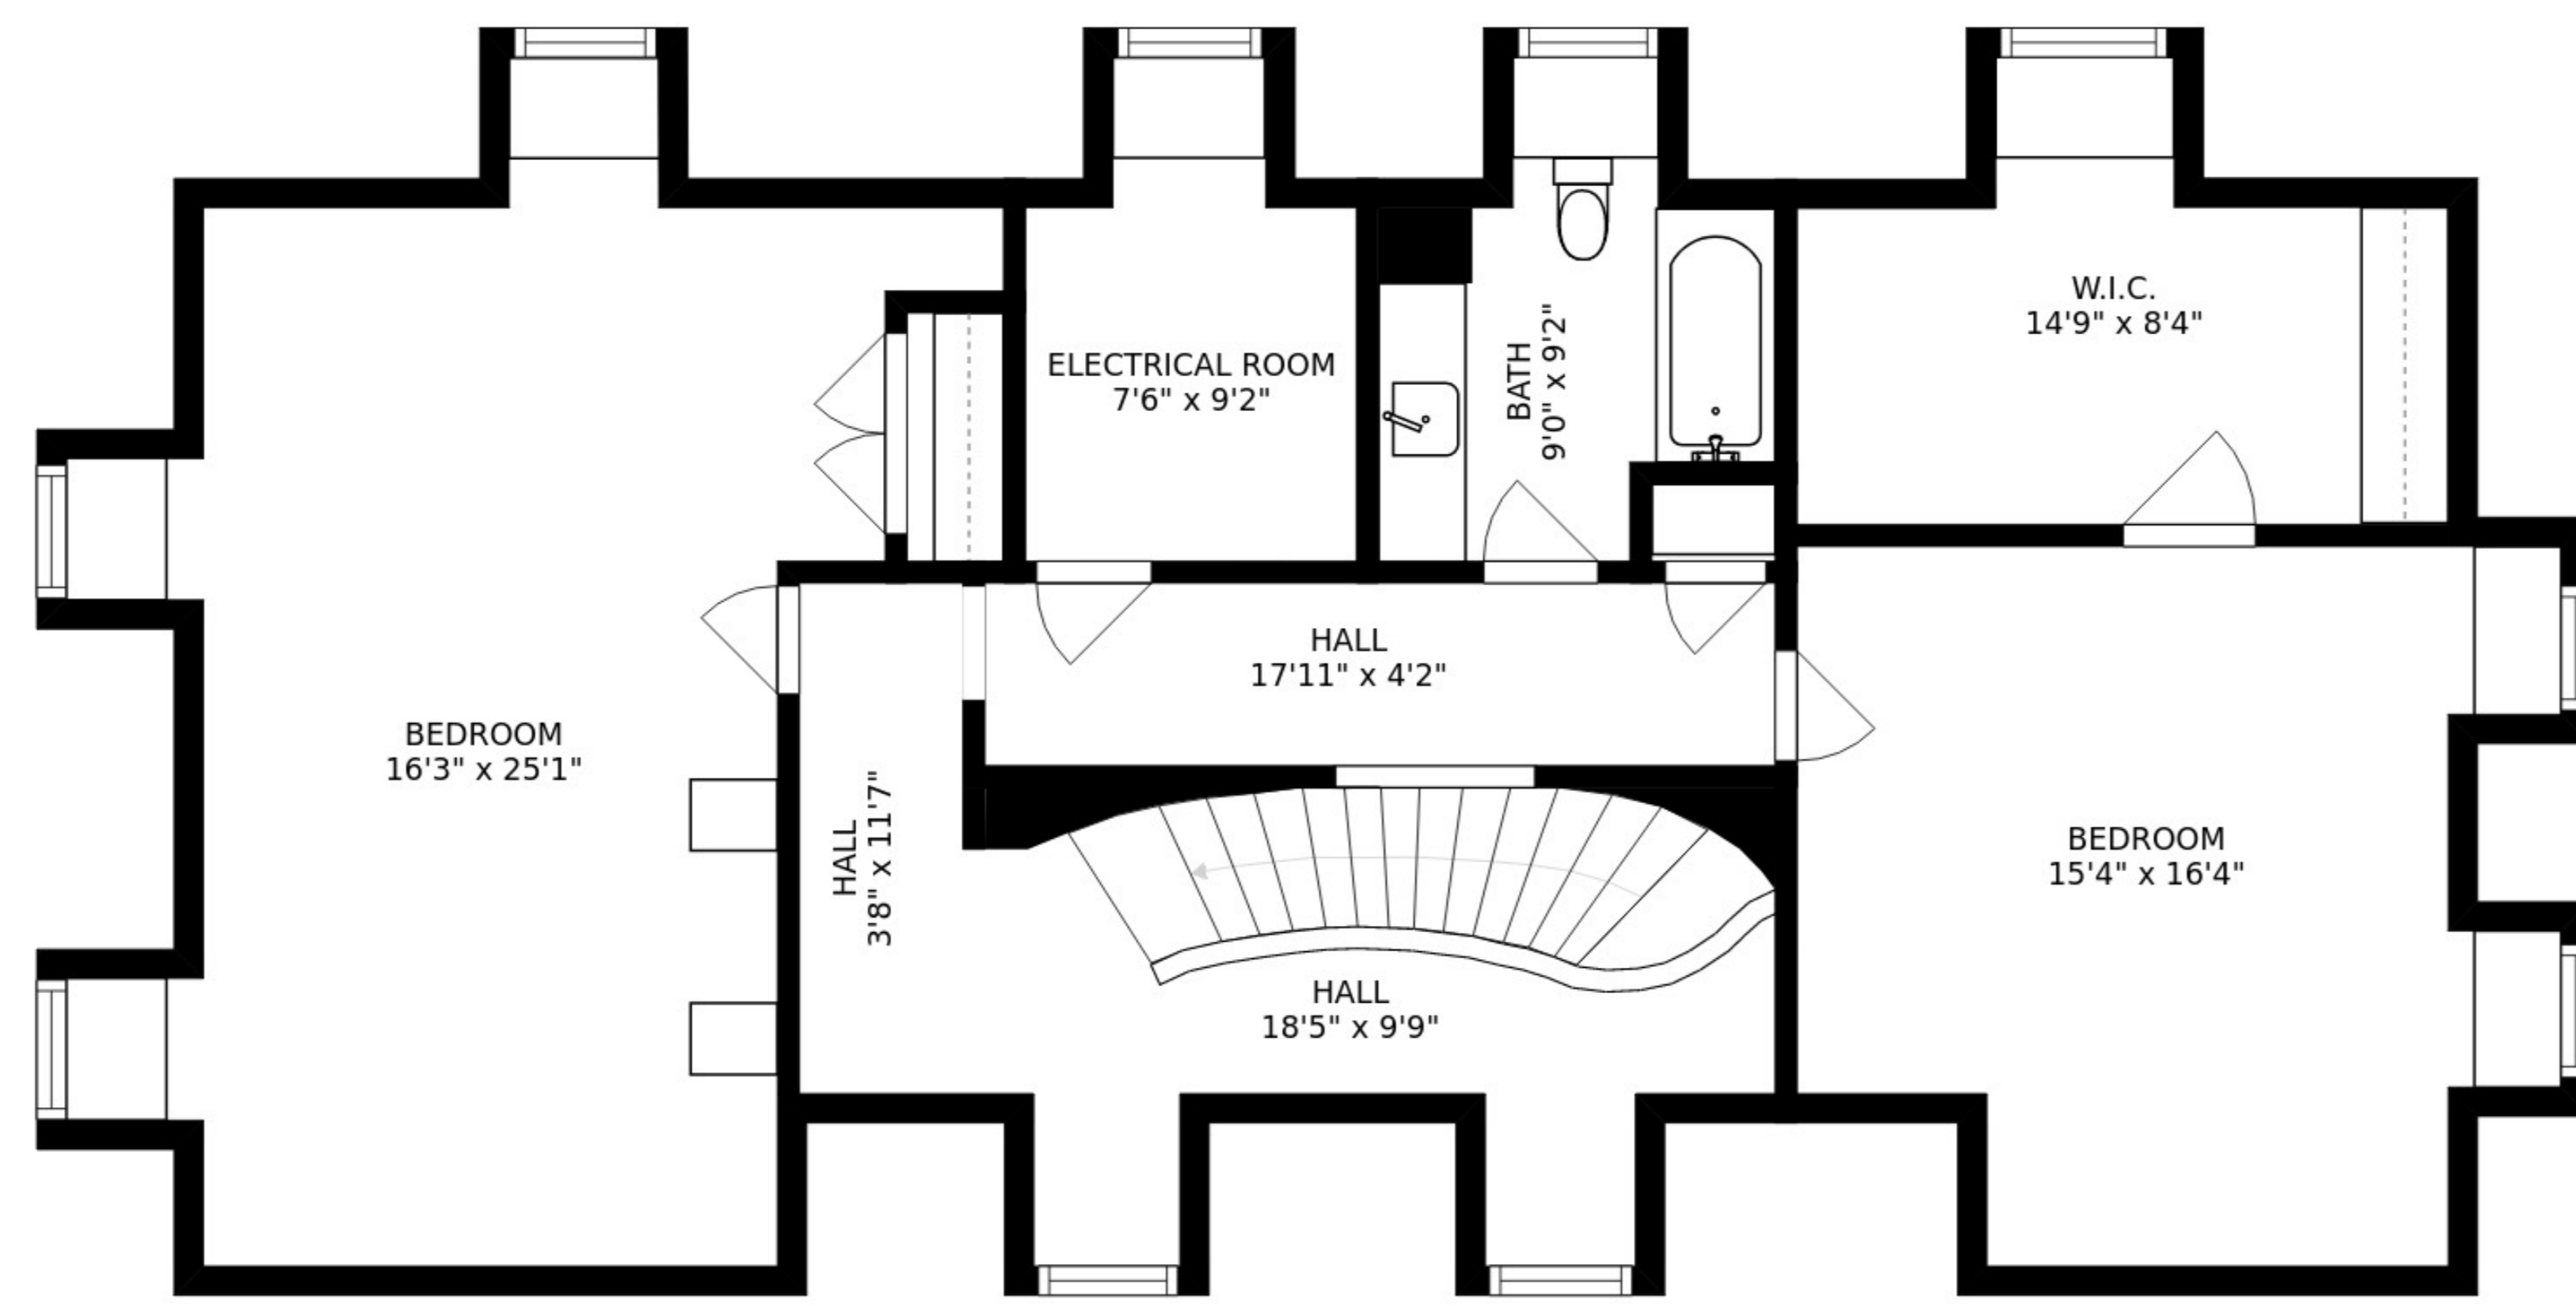 W.I.C.
14'9" x 8'4"
ELECTRICAL ROOM
7'6" x 9'2"
BATH
9'0" x 9'2"
HALL
17'11" x 4'2"
BEDROOM
16'3" x 25'1"
HALL
3'8" x 11'7"
BEDROOM
15'4" x 16'4"
HALL
18'5" x 9'9"